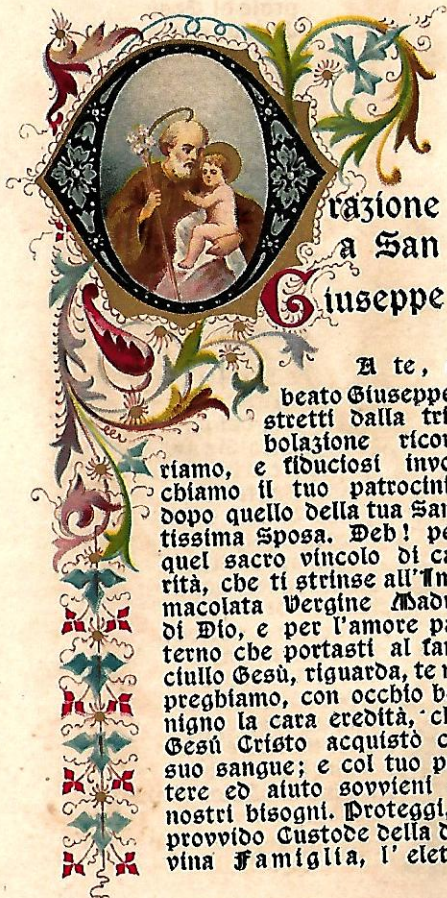 Orazione
a San
Giuseppe
A te,
beato Giuseppe
stretti dalla tri
bolazione ricor
riamo, e fiduciosi invo
chiamo il tuo patrocini
dopo quello della tua San
tissima Sposa. Deh! pe
quel sacro vincolo di ca
rità, che ti strinse all'Im
macolata Vergine Madr
di Dio, e per l'amore pa
terno che portasti al fan
ciullo Gesù, riguarda, te n
preghiamo, con occhio be
nigno la cara eredità, ch
Gesú Cristo acquistò c
suo sangue; e col tuo p
tere ed aiuto sovvieni
nostri bisogni. Proteggi,
provvido Custode della d
vina Famiglia, l' elet